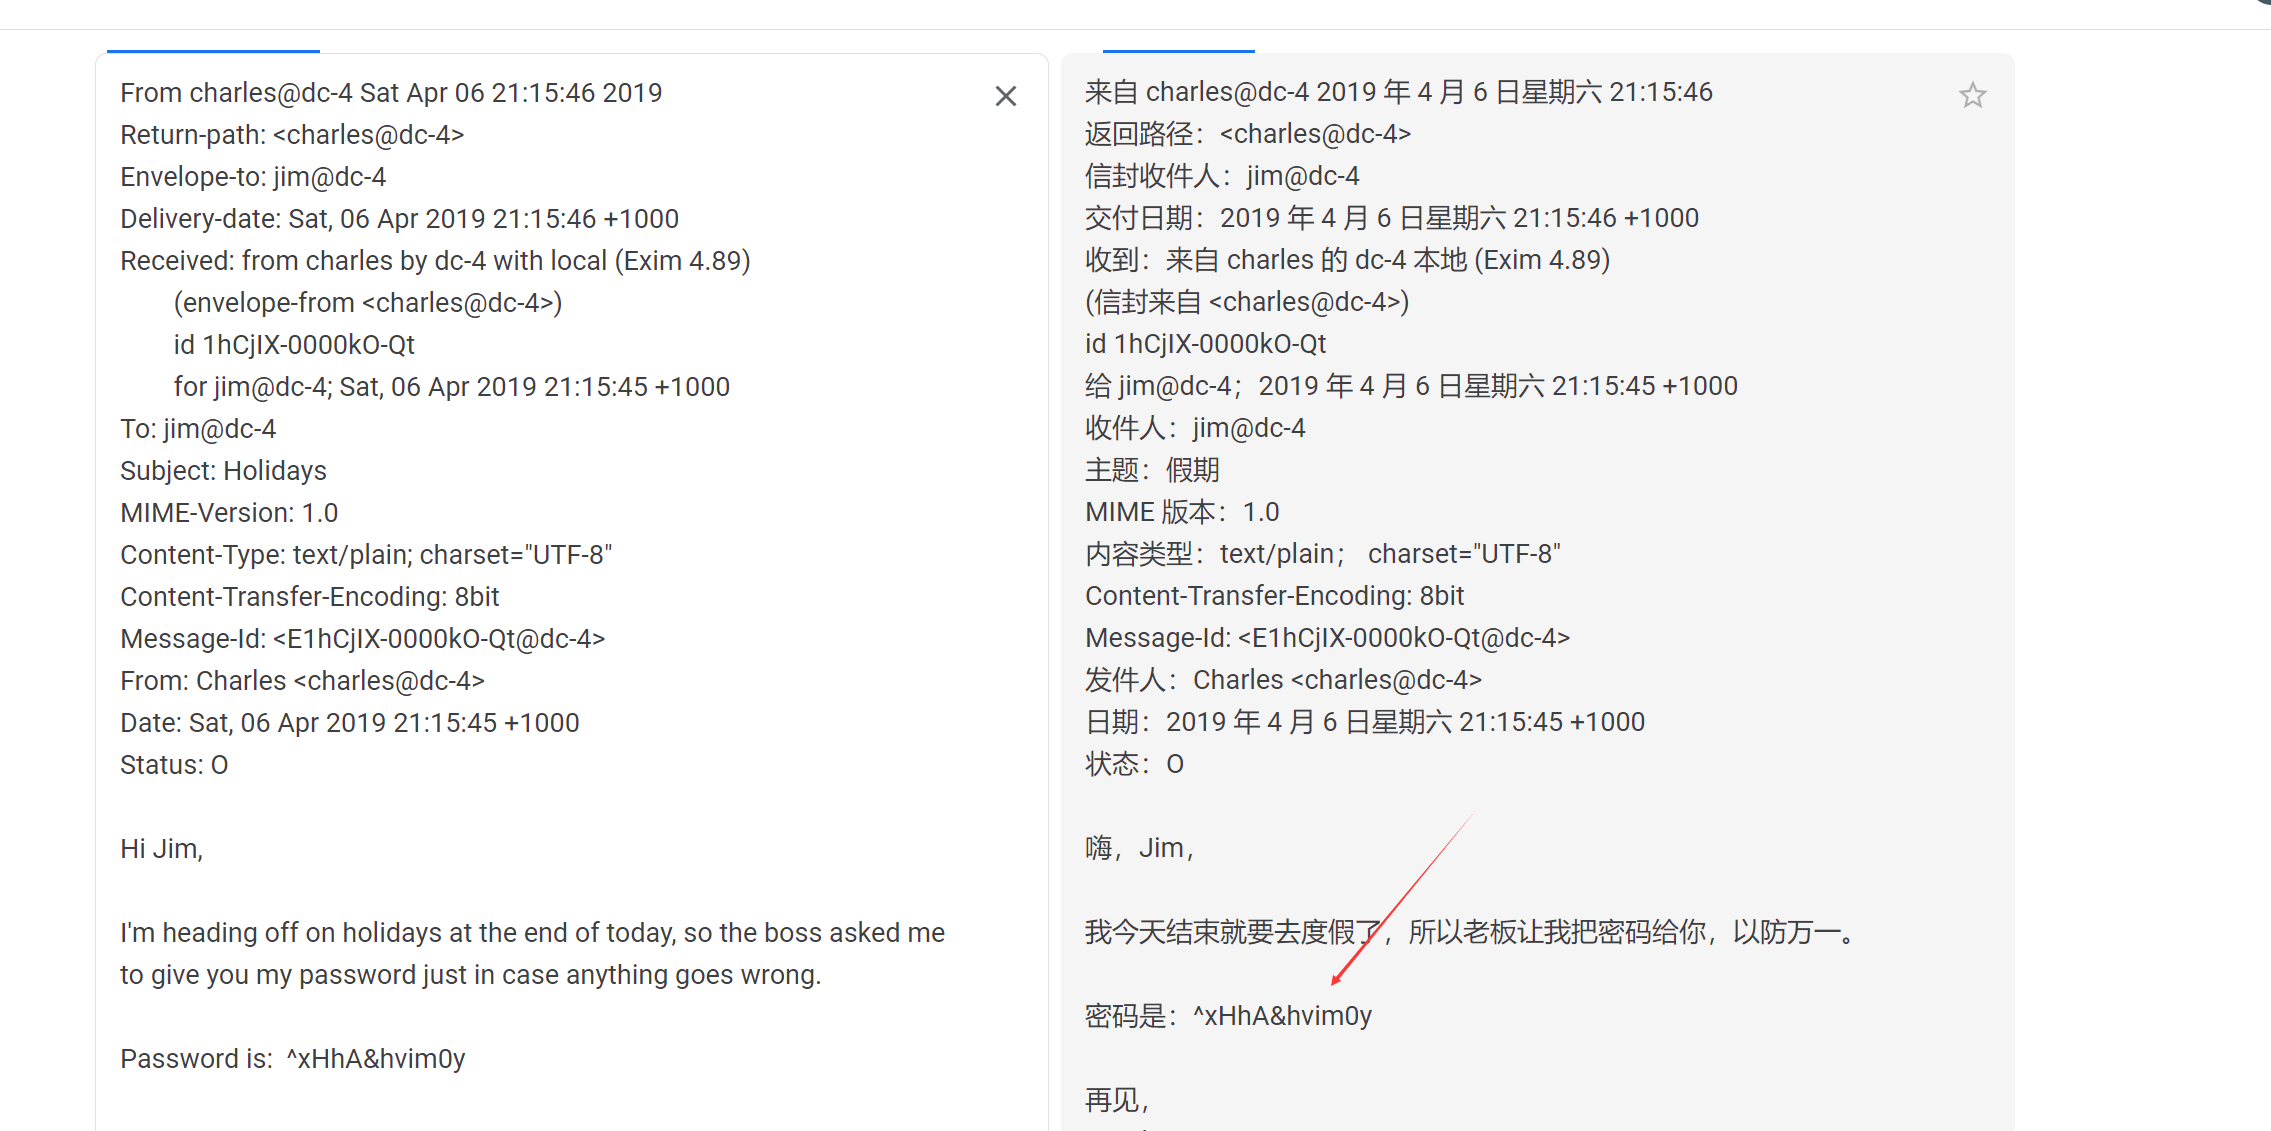 From charles@dc-4 Sat Apr 06 21:15:46 2019
Return-path: <charles@dc-4>
Envelope-to: jim@dc-4
Delivery-date: Sat, 06 Apr 2019 21:15:46 +1000
Received: from charles by dc-4 with local (Exim 4.89)
(envelope-from <charles@dc-4>)
id 1hCjIX-0000kO-Qt
for jim@dc-4; Sat, 06 Apr 2019 21:15:45 +1000
To: jim@dc-4
Subject: Holidays
MIME-Version: 1.0
Content-Type: text/plain; charset="UTF-8"
Content-Transfer-Encoding: 8bit
Message-Id: <E1hCjIX-0000kO-Qt@dc-4>
From: Charles <charles@dc-4>
Date: Sat, 06 Apr 2019 21:15:45 +1000
Status: O
Hi Jim,
I'm heading off on holidays at the end of today, so the boss asked me
to give you my password just in case anything goes wrong.
Password is:  ^xHhA&hvim0y
来自 charles@dc-4 2019 年 4 月 6 日星期六 21:15:46
返回路径：<charles@dc-4>
信封收件人：jim@dc-4
交付日期：2019 年 4 月 6 日星期六 21:15:46 +1000
收到：来自 charles 的 dc-4 本地 (Exim 4.89)
(信封来自 <charles@dc-4>)
id 1hCjIX-0000kO-Qt
给 jim@dc-4；2019 年 4 月 6 日星期六 21:15:45 +1000
收件人：jim@dc-4
主题：假期
MIME 版本：1.0
内容类型：text/plain； charset="UTF-8"
Content-Transfer-Encoding: 8bit
Message-Id: <E1hCjIX-0000kO-Qt@dc-4>
发件人：Charles <charles@dc-4>
日期：2019 年 4 月 6 日星期六 21:15:45 +1000
状态：O
嗨，Jim，
我今天结束就要去度假了，所以老板让我把密码给你，以防万一。
密码是：^xHhA&hvim0y
再见，